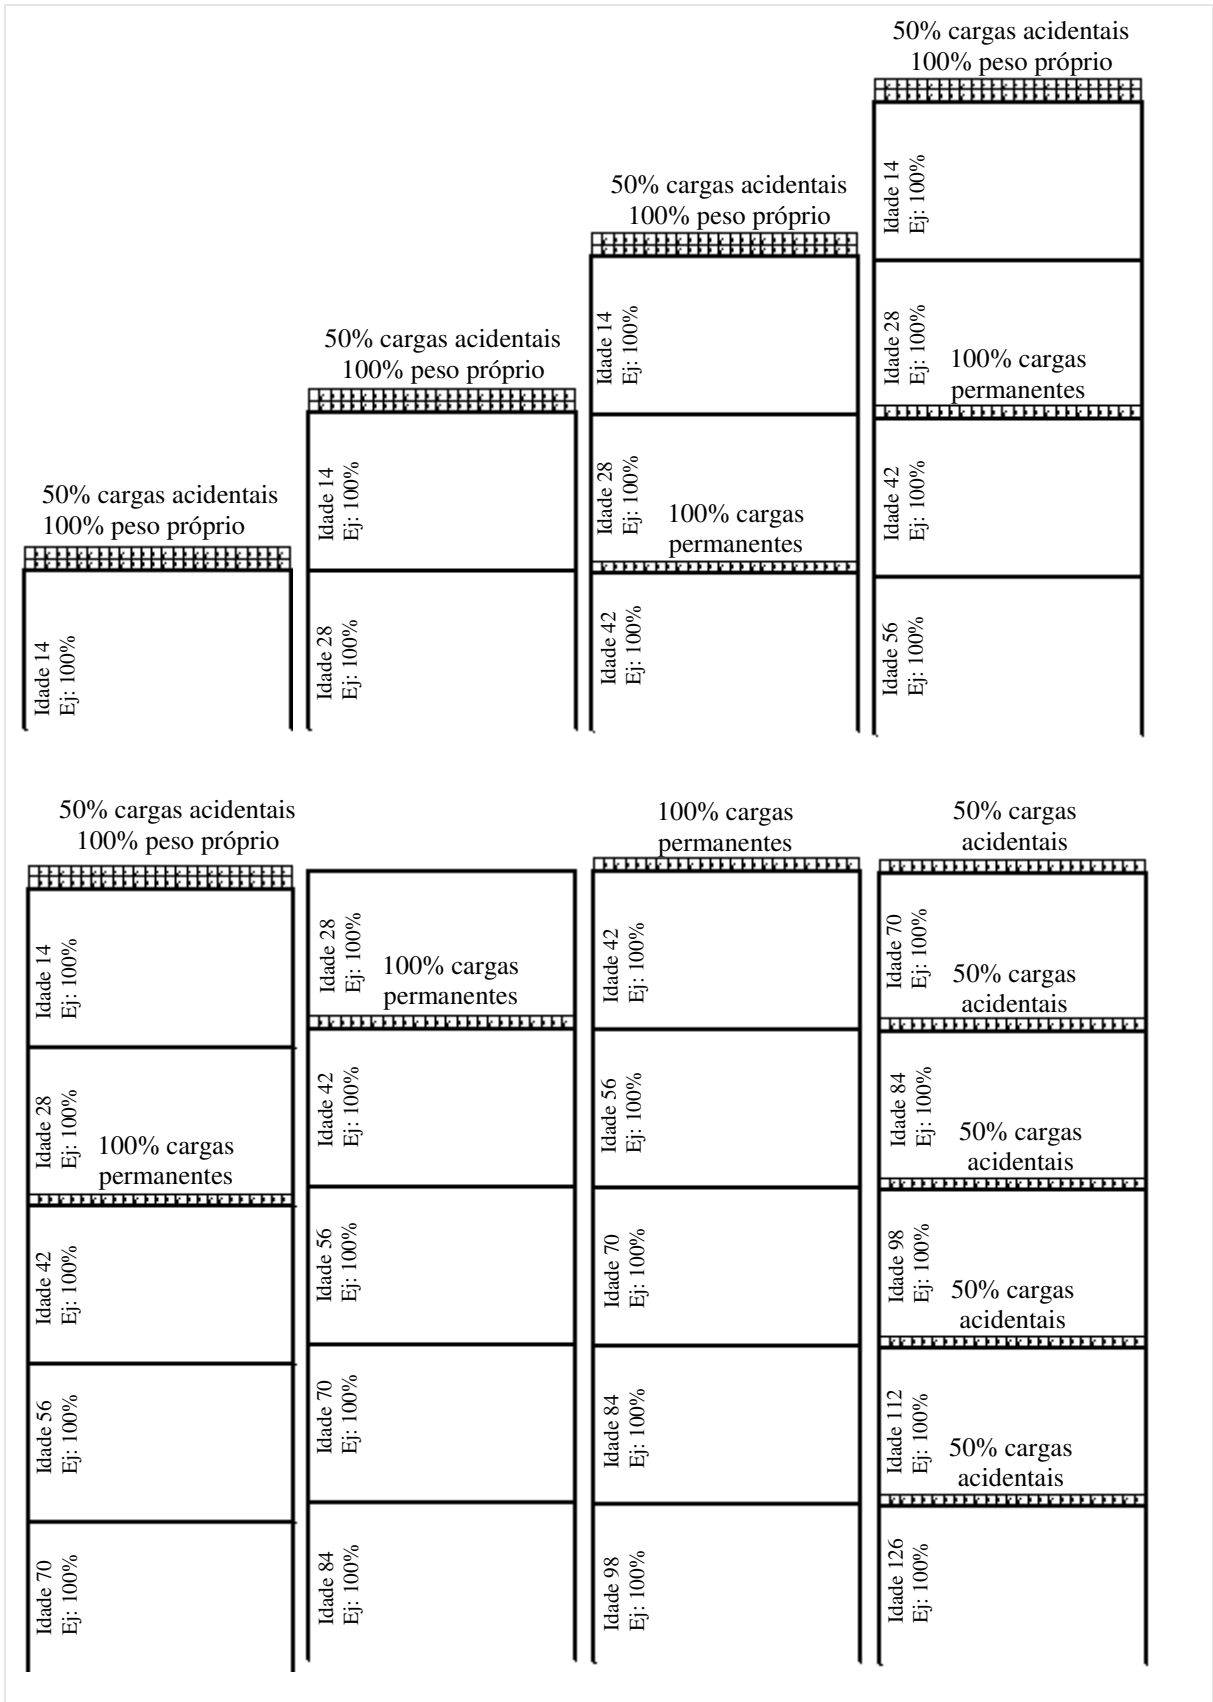 50% cargas acidentais
100% peso próprio
Idade 14
Ej: 100%
50% cargas acidentais
100% peso próprio
Idade 14
Ej: 100%
Idade 28
Ej: 100%
50% cargas acidentais
100% peso próprio
Idade 14
Ej: 100%
Idade 28
Ej: 100%
100% cargas
permanentes
Idade 42
Ej: 100%
50% cargas acidentais
100% peso próprio
Idade 14
Ej: 100%
Idade 28
Ej: 100%
100% cargas
permanentes
Idade 42
Ej: 100%
Idade 56
Ej: 100%
50% cargas acidentais
100% peso próprio
Idade 14
Ej: 100%
Idade 28
Ej: 100%
100% cargas
permanentes
Idade 42
Ej: 100%
Idade 56
Ej: 100%
Idade 70
Ej: 100%
Idade 28
Ej: 100%
100% cargas
permanentes
Idade 42
Ej: 100%
Idade 56
Ej: 100%
Idade 70
Ej: 100%
Idade 84
Ej: 100%
100% cargas
permanentes
Idade 42
Ej: 100%
Idade 56
Ej: 100%
Idade 70
Ej: 100%
Idade 84
Ej: 100%
Idade 98
Ej: 100%
50% cargas
acidentais
Idade 70
Ej: 100%
50% cargas
acidentais
Idade 84
Ej: 100%
50% cargas
acidentais
Idade 98
Ej: 100%
50% cargas
acidentais
Idade 112
Ej: 100%
50% cargas
acidentais
Idade 126
Ej: 100%